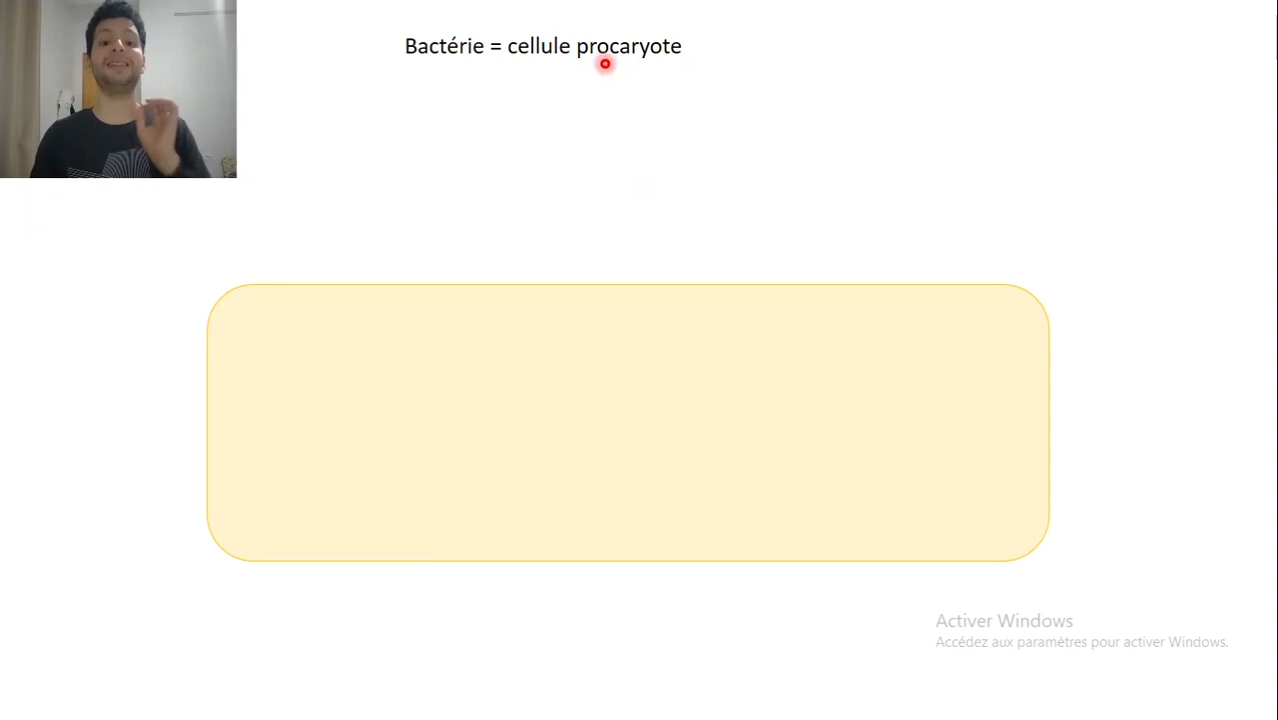 Bactérie = cellule procaryote
Activer Windows
Accédez aux paramètres pour activer Windows.